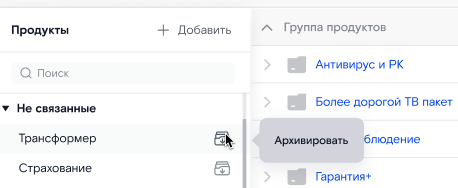 Продукты
Добавить
Поиск
Не связанные
Трансформер
Страхование
Группа продуктов
Антивирус и РК
Более дорогой ТВ пакет
Архивировать
блюдение
Гарантия+